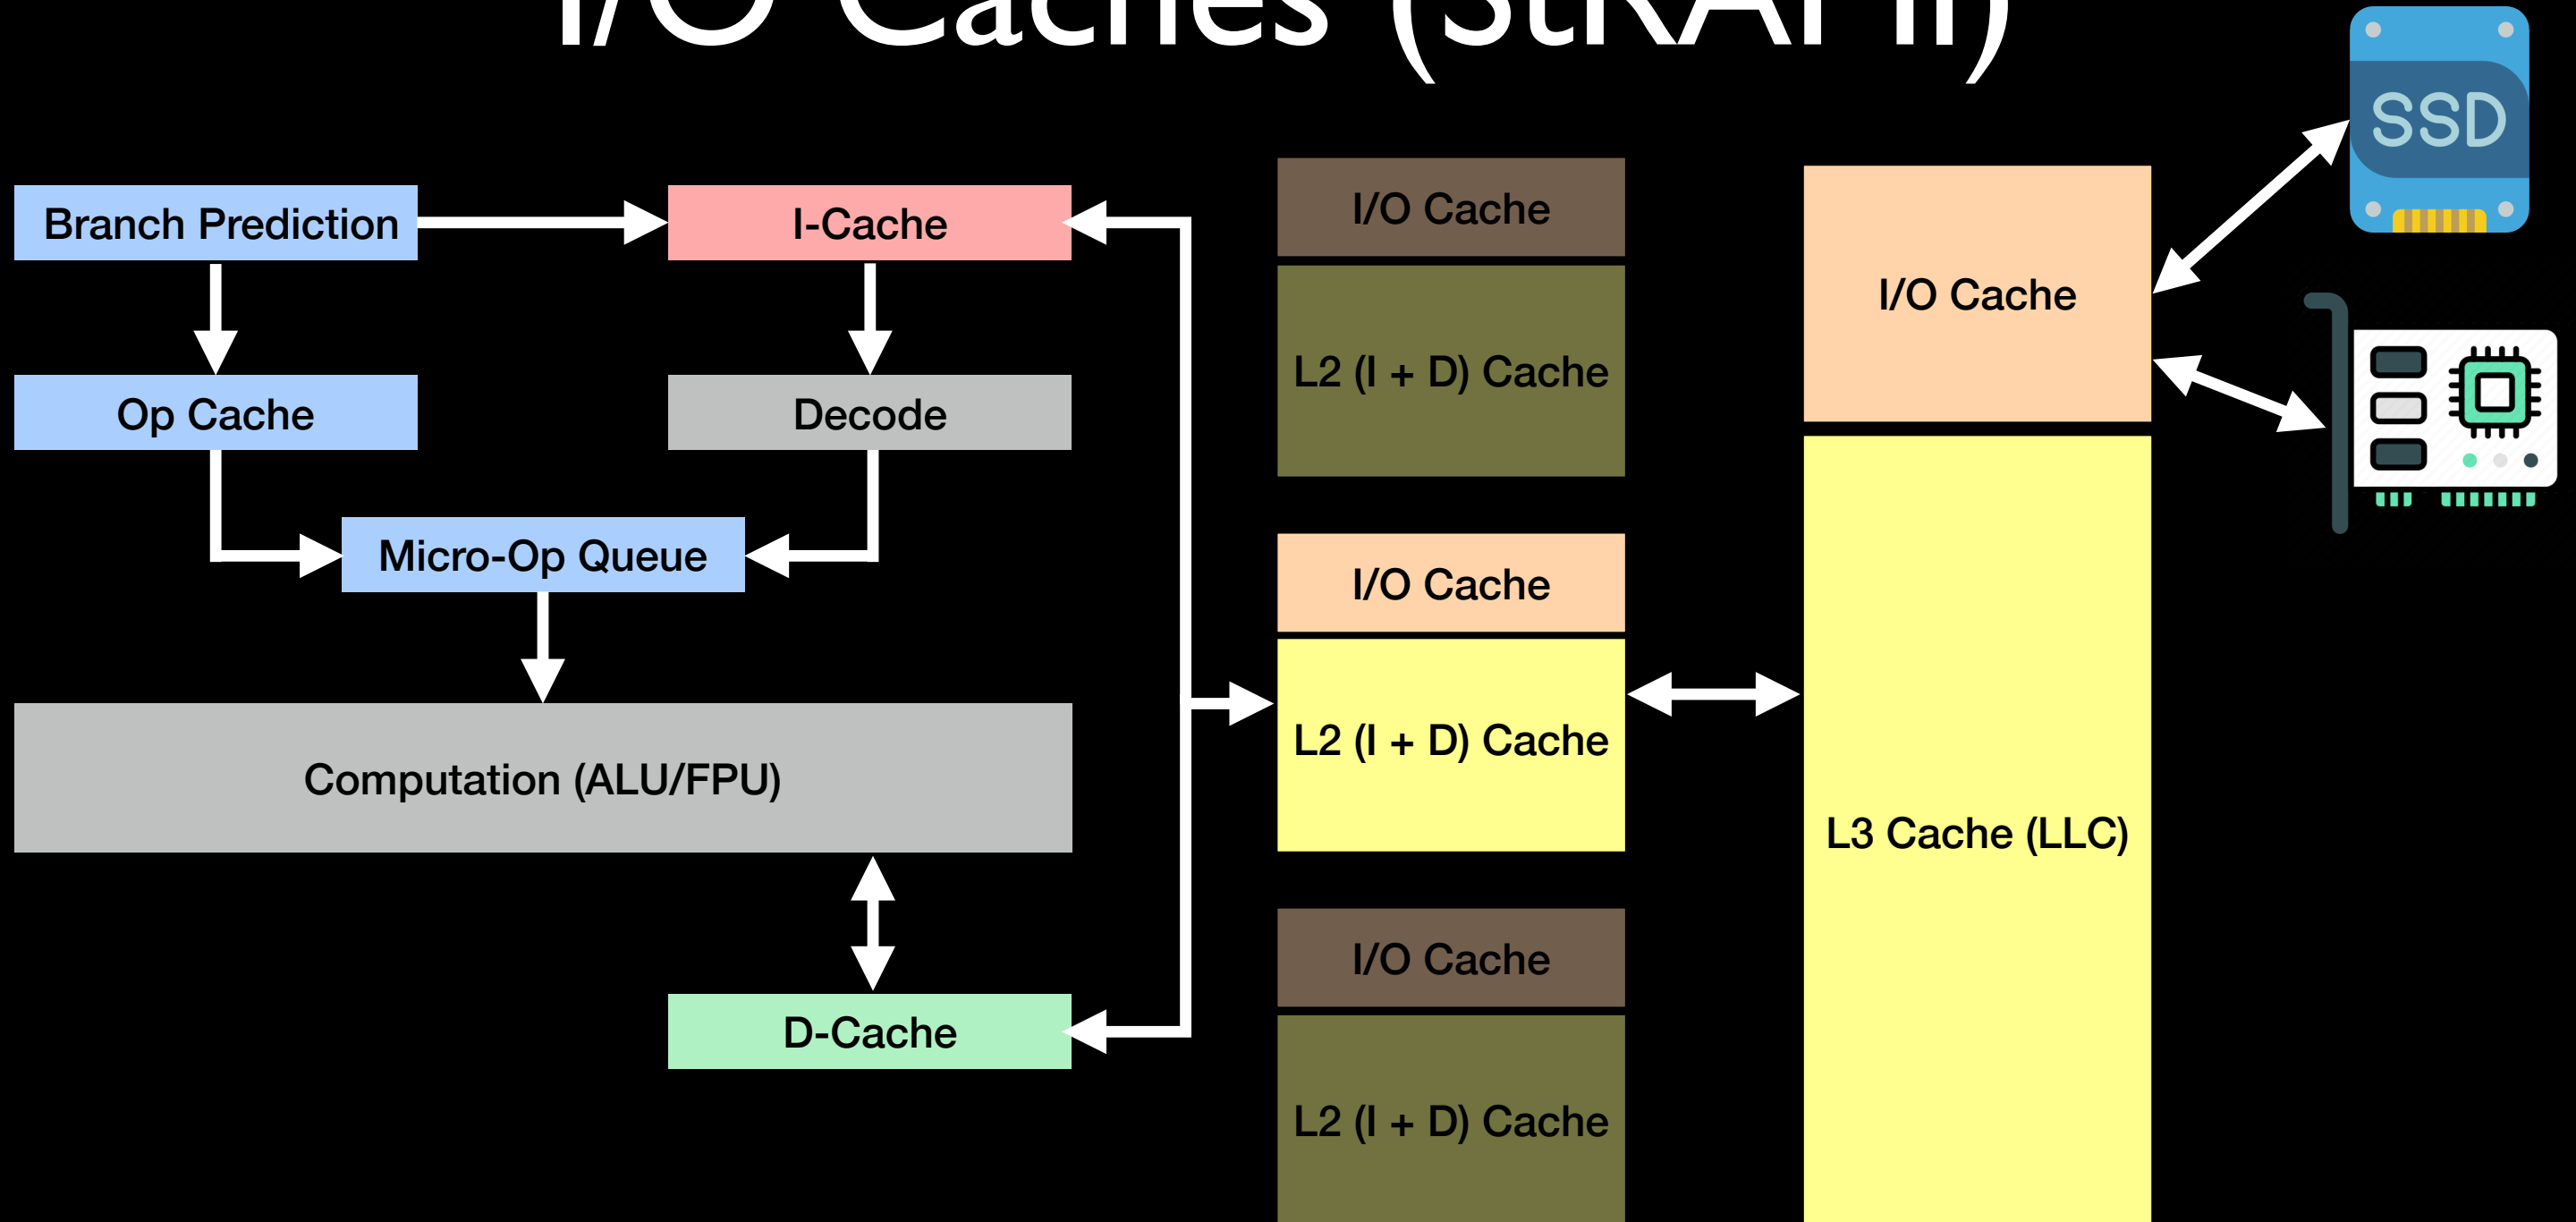 I/O Caches
SSD
Branch Prediction
I-Cache
I/O Cache
I/O Cache
L2 (I + D) Cache
Op Cache
Decode
Micro-Op Queue
I/O Cache
L2 (I + D) Cache
Computation (ALU/FPU)
L3 Cache (LLC)
I/O Cache
D-Cache
L2 (I + D) Cache